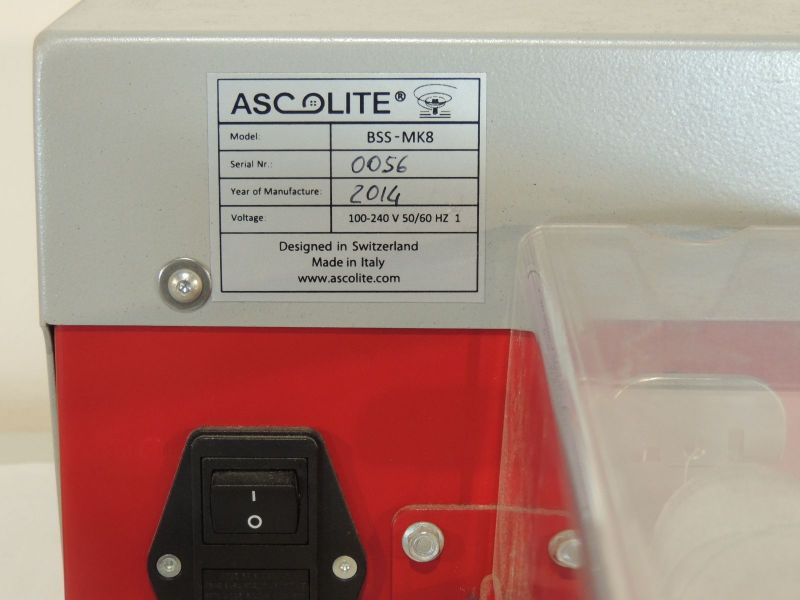 ASCOLITE®
Model: BSS-MK8
Serial Nr.: 0056
Year of Manufacture: 2014
Voltage: 100-240 V 50/60 HZ 1
Designed in Switzerland
Made in Italy
www.ascolite.com
I
O